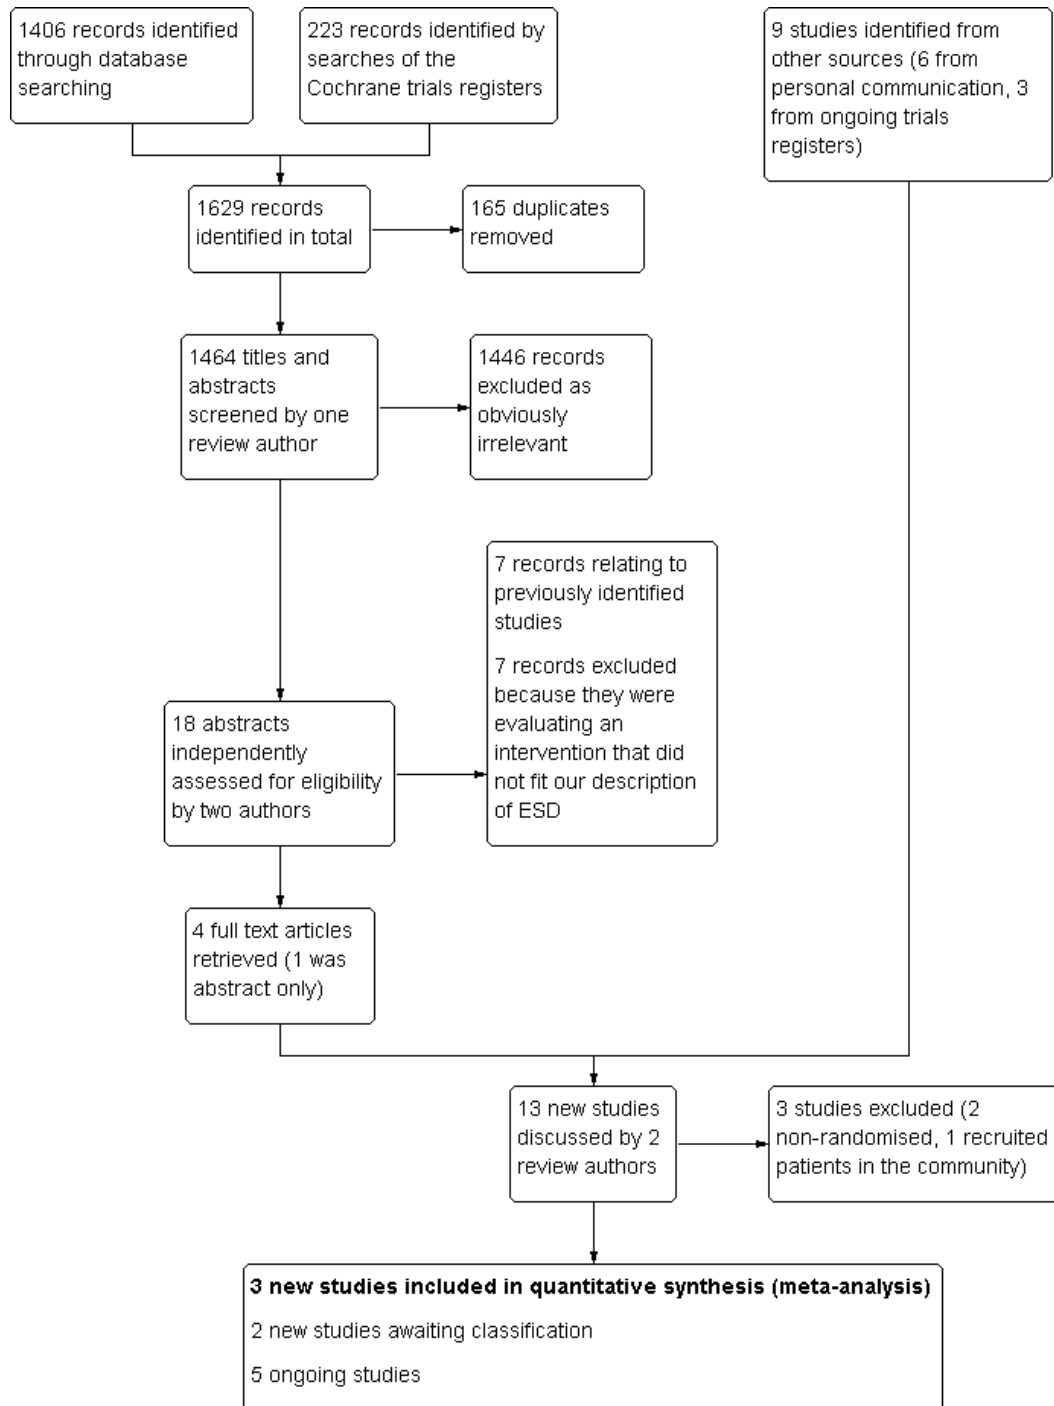 1406 records identified
through database
searching
223 records identified by
searches of the
Cochrane trials registers
9 studies identified from
other sources (6 from
personal communication, 3
from ongoing trials
registers)
1629 records
identified in total
165 duplicates
removed
1464 titles and
abstracts
screened by one
review author
1446 records
excluded as
obviously
irrelevant
7 records relating to
previously identified
studies
7 records excluded
because they were
evaluating an
intervention that did
not fit our description
of ESD
18 abstracts
independently
assessed for eligibility
by two authors
4 full text articles
retrieved (1 was
abstract only)
13 new studies
discussed by 2
review authors
3 studies excluded (2
non-randomised, 1 recruited
patients in the community)
3 new studies included in quantitative synthesis (meta-analysis)
2 new studies awaiting classification
5 ongoing studies